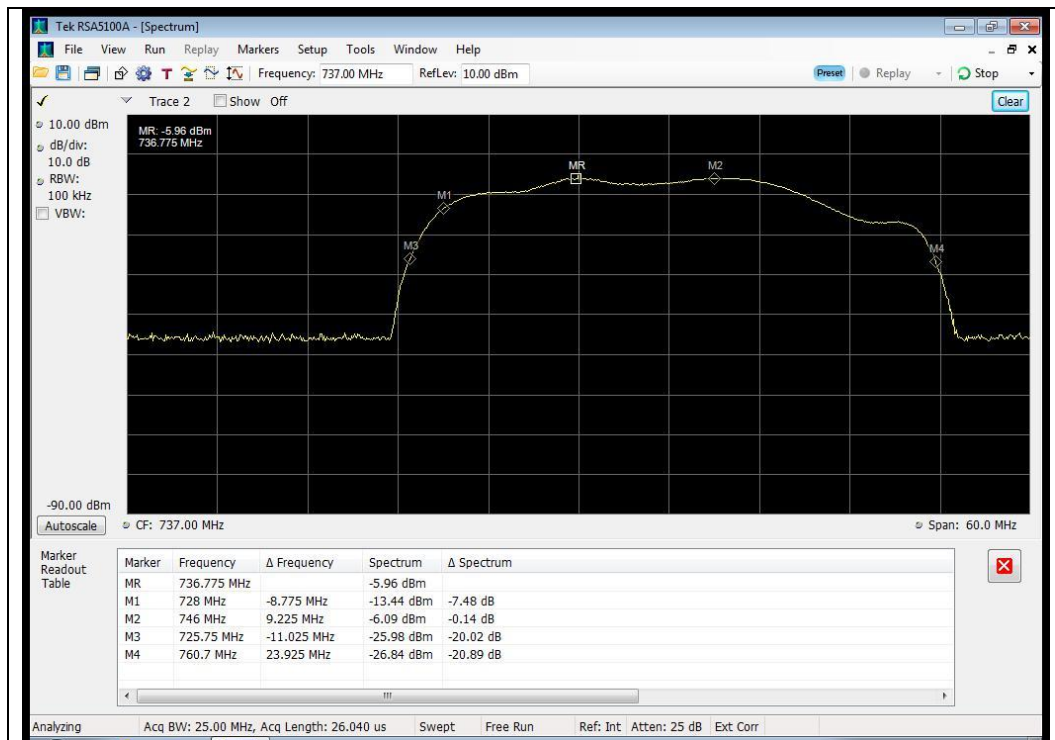 Tek RSA5100A - [Spectrum]
File View Run Replay Markers Setup Tools Window Help
T Frequency: 737.00 MHz RefLev: 10.00 dBm Preset Replay Stop
Trace 2 Show Off Clear
10.00 dBm
dB/div:
10.0 dB
RBW:
100 kHz
VBW:
MR: -5.96 dBm
736.775 MHz
MR
M2
M1
M3
M4
-90.00 dBm
Autoscale CF: 737.00 MHz Span: 60.0 MHz
Marker
Readout
Table
Marker Frequency Δ Frequency Spectrum Δ Spectrum
MR 736.775 MHz -5.96 dBm
M1 728 MHz -8.775 MHz -13.44 dBm -7.48 dB
M2 746 MHz 9.225 MHz -6.09 dBm -0.14 dB
M3 725.75 MHz -11.025 MHz -25.98 dBm -20.02 dB
M4 760.7 MHz 23.925 MHz -26.84 dBm -20.89 dB
Analyzing Acq BW: 25.00 MHz, Acq Length: 26.040 us Swept Free Run Ref: Int Atten: 25 dB Ext Corr